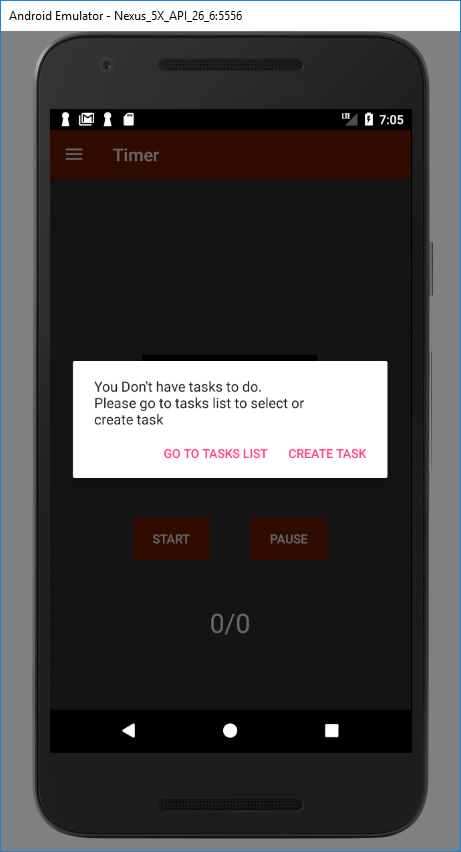 Android Emulator - Nexus_5X_API_26_6:5556
LTE 7:05
Timer
You Don't have tasks to do.
Please go to tasks list to select or
create task
GO TO TASKS LIST CREATE TASK
START PAUSE
0/0